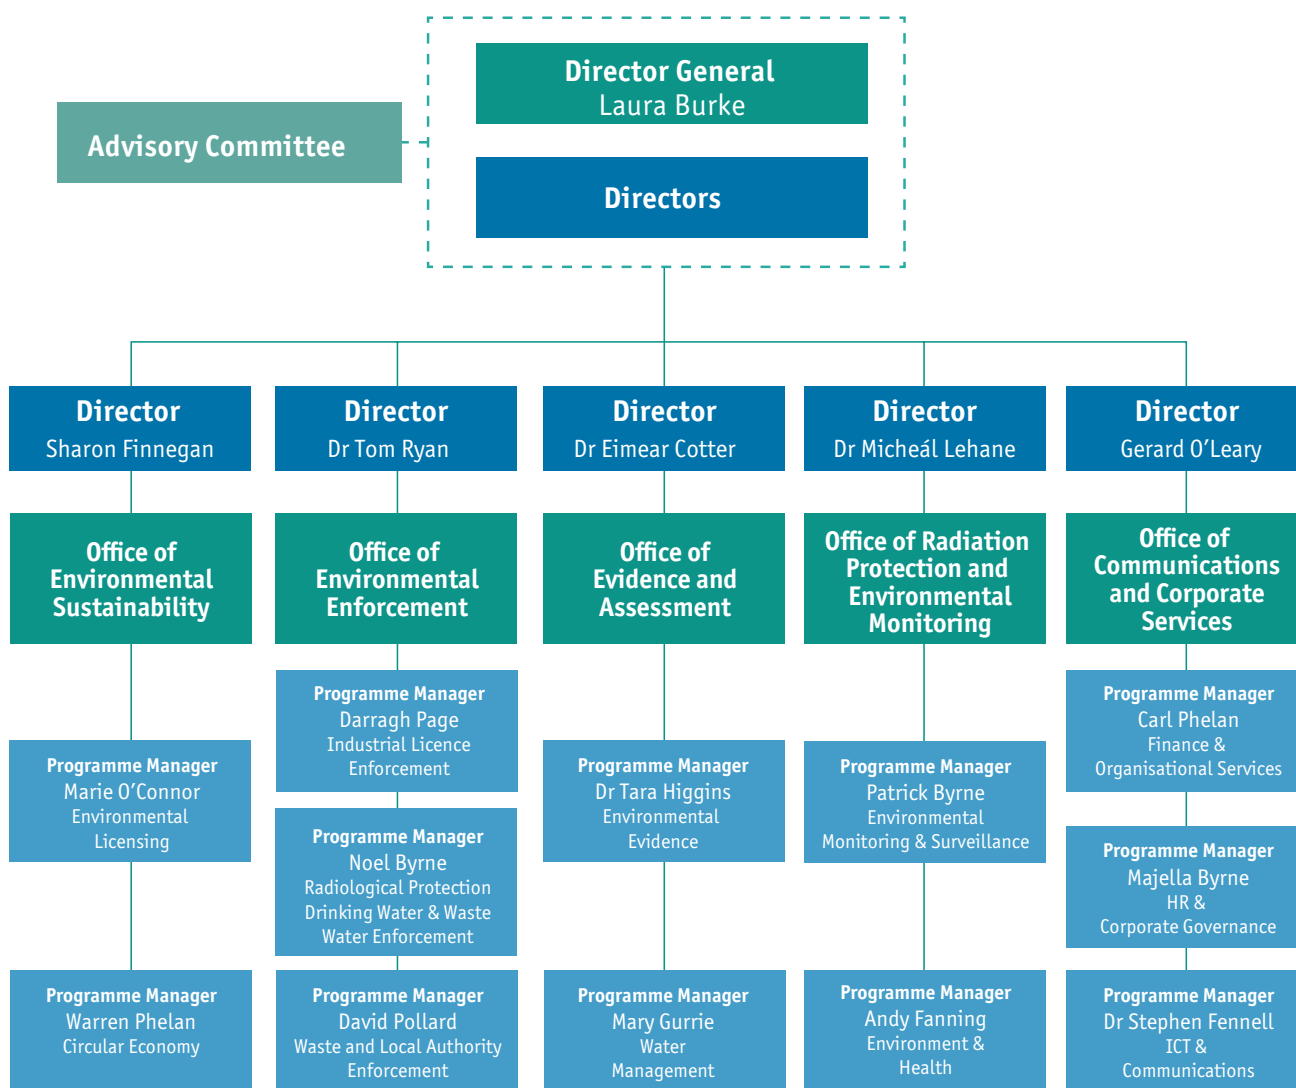 Director General
Laura Burke
Advisory Committee
Directors
Director
Sharon Finnegan
Director
Dr Tom Ryan
Director
Dr Eimear Cotter
Director
Dr Micheál Lehane
Director
Gerard O’Leary
Office of
Environmental
Sustainability
Office of
Environmental
Enforcement
Office of
Evidence and
Assessment
Office of Radiation
Protection and
Environmental
Monitoring
Office of
Communications
and Corporate
Services
Programme Manager
Marie O’Connor
Environmental
Licensing
Programme Manager
Warren Phelan
Circular Economy
Programme Manager
Darragh Page
Industrial Licence
Enforcement
Programme Manager
Noel Byrne
Radiological Protection
Drinking Water & Waste
Water Enforcement
Programme Manager
David Pollard
Waste and Local Authority
Enforcement
Programme Manager
Dr Tara Higgins
Environmental
Evidence
Programme Manager
Mary Gurrie
Water
Management
Programme Manager
Patrick Byrne
Environmental
Monitoring & Surveillance
Programme Manager
Andy Fanning
Environment &
Health
Programme Manager
Carl Phelan
Finance &
Organisational Services
Programme Manager
Majella Byrne
HR &
Corporate Governance
Programme Manager
Dr Stephen Fennell
ICT &
Communications